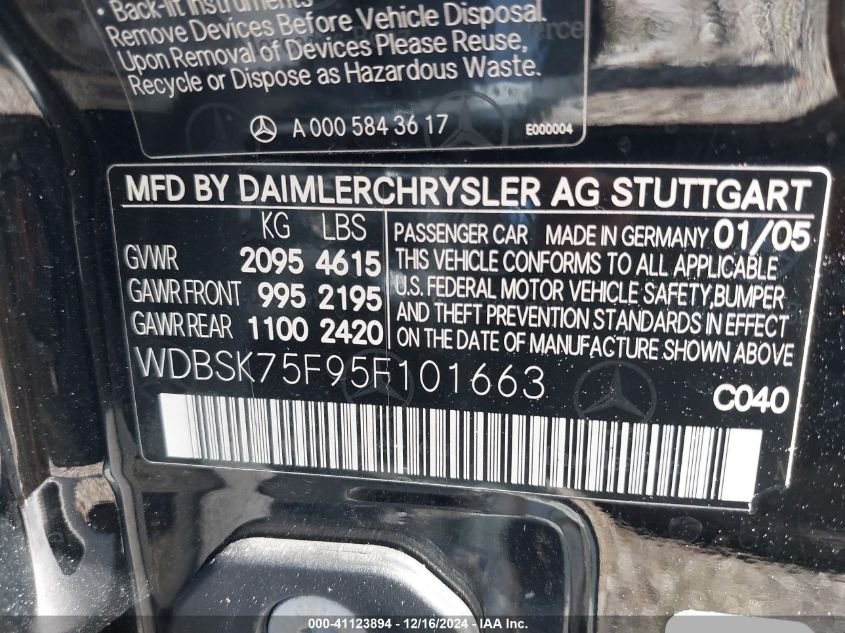 • Back-lit Instruments
Remove Devices Before Vehicle Disposal.
Upon Removal of Devices Please Reuse,
Recycle or Dispose as Hazardous Waste.
A 000 584 36 17 E000004
MFD BY DAIMLERCHRYSLER AG STUTTGART
KG LBS
GVWR 2095 4615
GAWR FRONT 995 2195
GAWR REAR 1100 2420
PASSENGER CAR MADE IN GERMANY 01/05
THIS VEHICLE CONFORMS TO ALL APPLICABLE
U.S. FEDERAL MOTOR VEHICLE SAFETY,BUMPER
AND THEFT PREVENTION STANDARDS IN EFFECT
ON THE DATE OF MANUFACTURE SHOWN ABOVE
WDBSK75F95F101663
C040
000-41123894 / 12/16/2024 / IAA Inc.